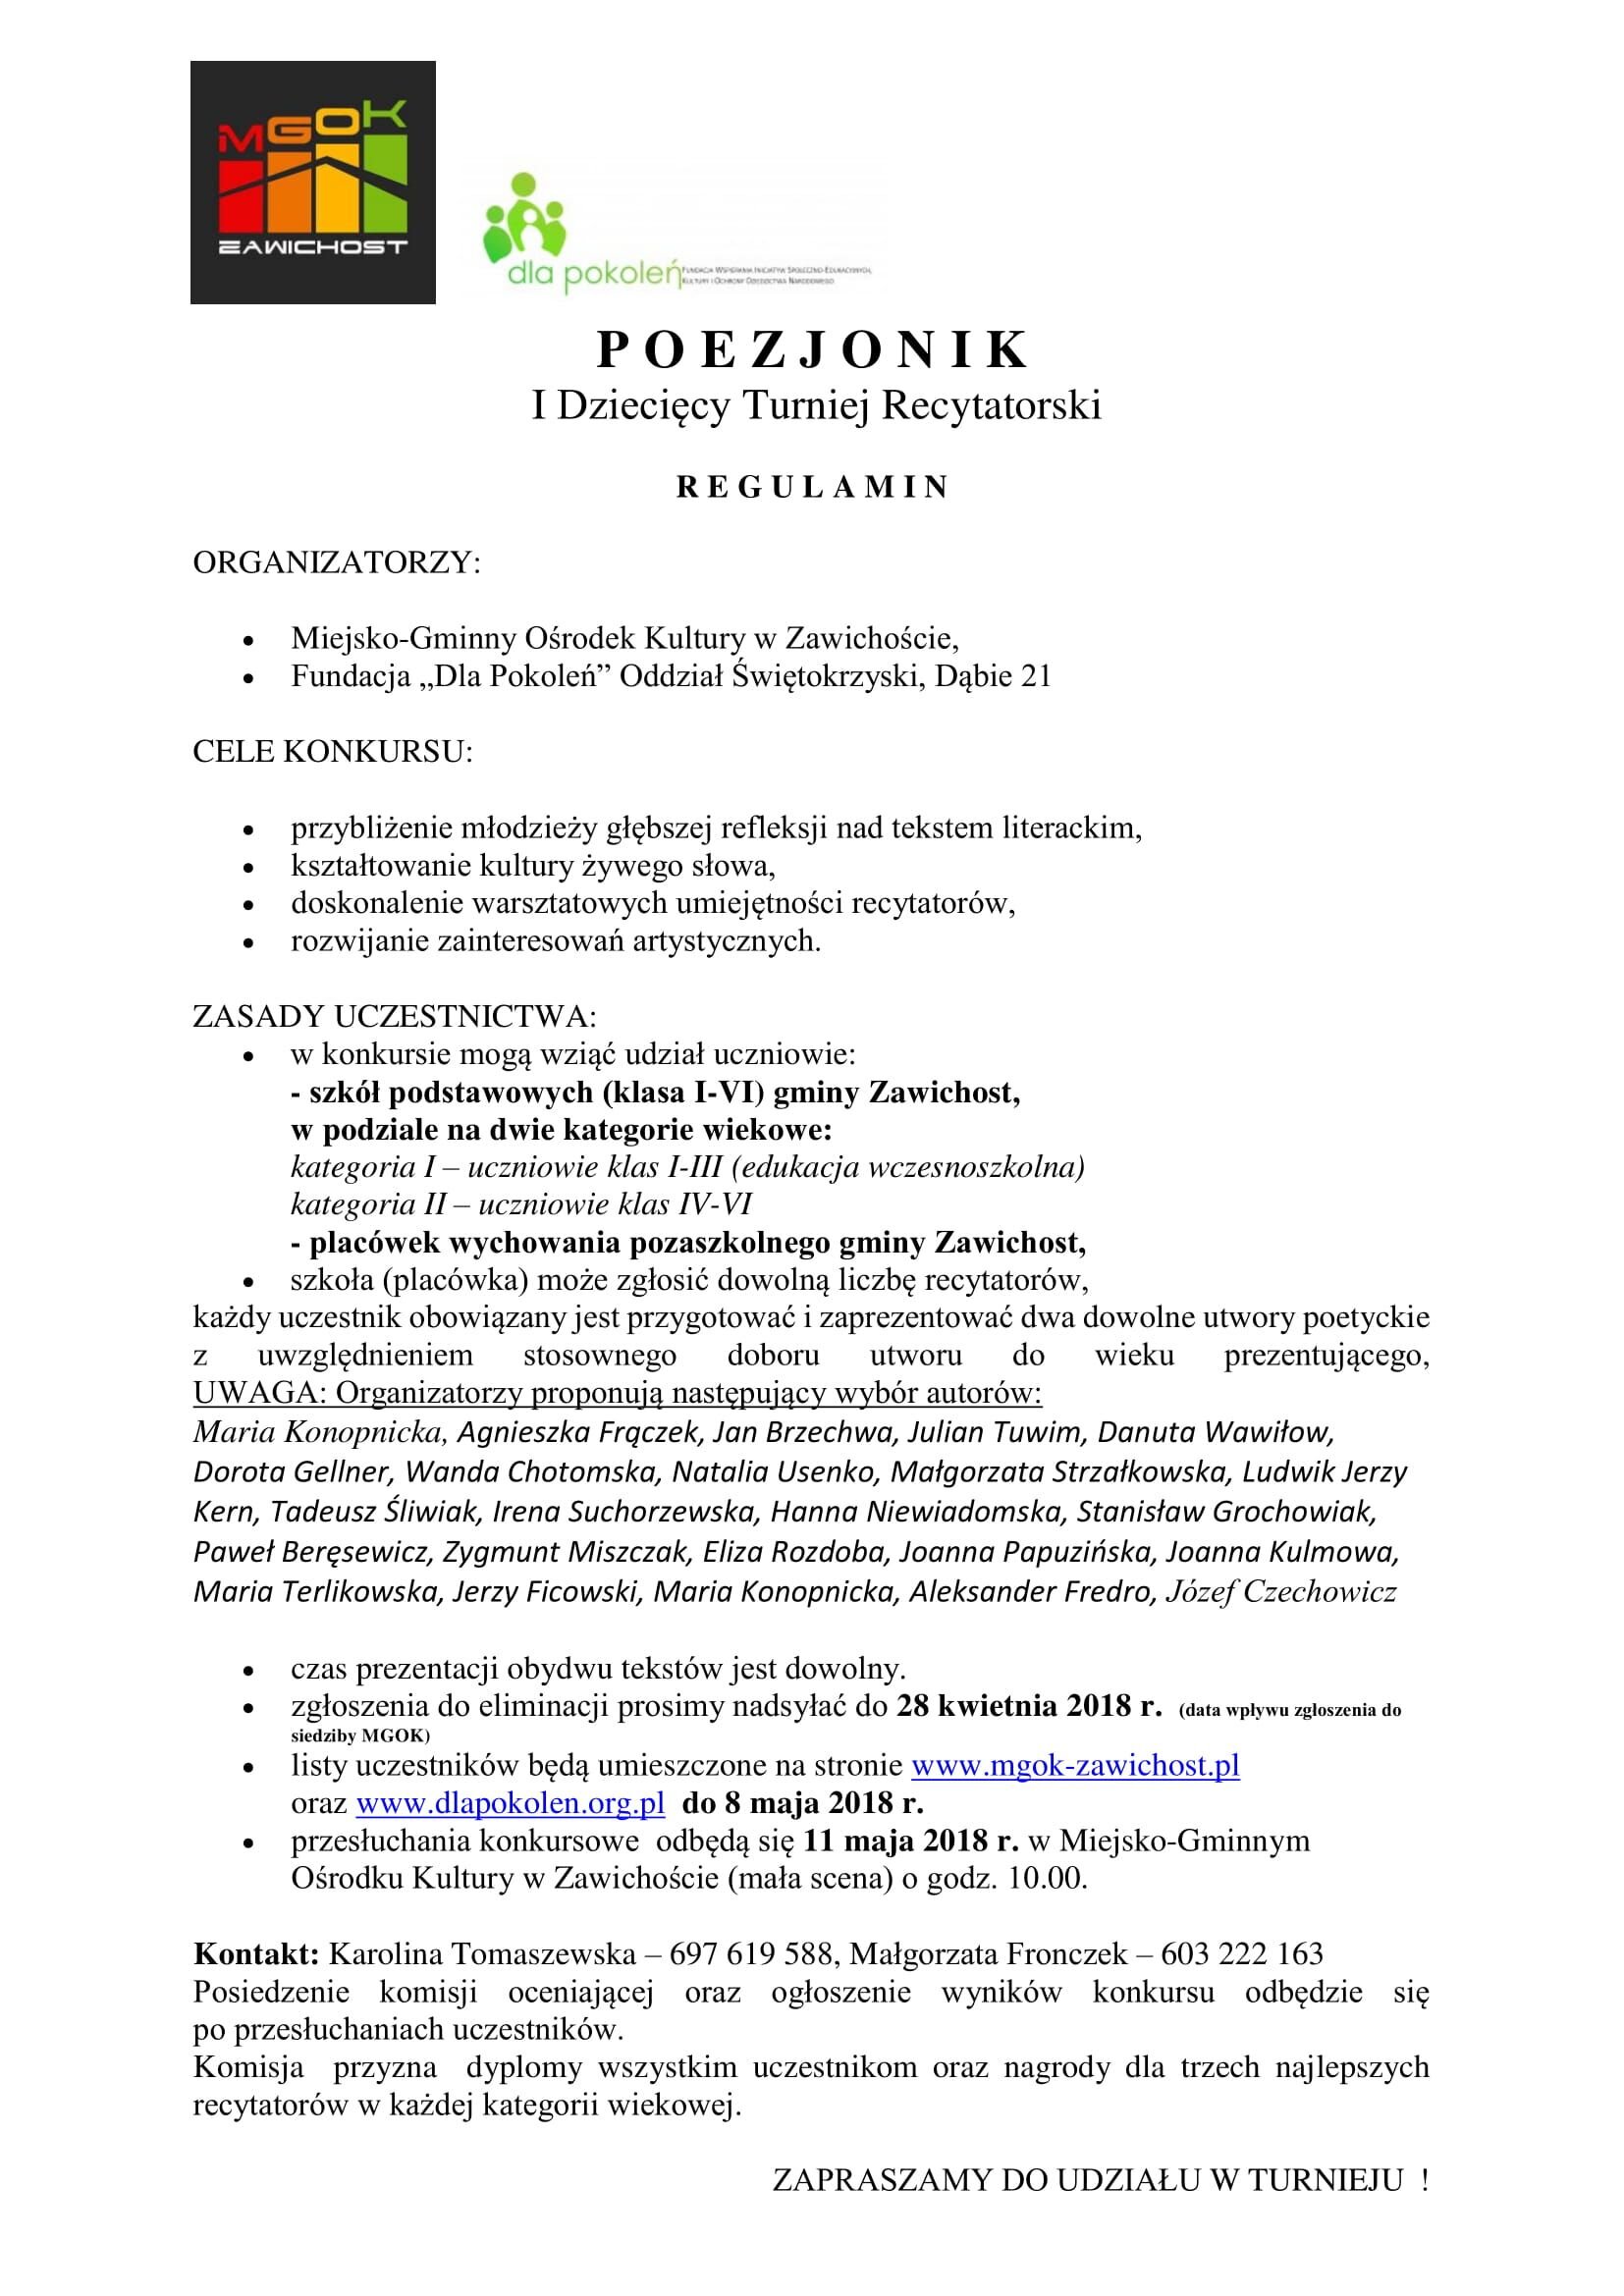 MGOK
ZAWICHOST
dla pokoleń
Fundacja Wspierania Inicjatyw Społeczno-Edukacyjnych,
Kultury i Ochrony Dziedzictwa Narodowego
P O E Z J O N I K
I Dziecięcy Turniej Recytatorski
R E G U L A M I N
ORGANIZATORZY:
• Miejsko-Gminny Ośrodek Kultury w Zawichoście,
• Fundacja „Dla Pokoleń” Oddział Świętokrzyski, Dąbie 21
CELE KONKURSU:
• przybliżenie młodzieży głębszej refleksji nad tekstem literackim,
• kształtowanie kultury żywego słowa,
• doskonalenie warsztatowych umiejętności recytatorów,
• rozwijanie zainteresowań artystycznych.
ZASADY UCZESTNICTWA:
• w konkursie mogą wziąć udział uczniowie:
- szkół podstawowych (klasa I-VI) gminy Zawichost,
w podziale na dwie kategorie wiekowe:
kategoria I – uczniowie klas I-III (edukacja wczesnoszkolna)
kategoria II – uczniowie klas IV-VI
- placówek wychowania pozaszkolnego gminy Zawichost,
• szkoła (placówka) może zgłosić dowolną liczbę recytatorów,
każdy uczestnik obowiązany jest przygotować i zaprezentować dwa dowolne utwory poetyckie
z uwzględnieniem stosownego doboru utworu do wieku prezentującego,
UWAGA: Organizatorzy proponują następujący wybór autorów:
Maria Konopnicka, Agnieszka Frączek, Jan Brzechwa, Julian Tuwim, Danuta Wawiłow,
Dorota Gellner, Wanda Chotomska, Natalia Usenko, Małgorzata Strzałkowska, Ludwik Jerzy
Kern, Tadeusz Śliwiak, Irena Suchorzewska, Hanna Niewiadomska, Stanisław Grochowiak,
Paweł Beręsewicz, Zygmunt Miszczak, Eliza Rozdoba, Joanna Papuzińska, Joanna Kulmowa,
Maria Terlikowska, Jerzy Ficowski, Maria Konopnicka, Aleksander Fredro, Józef Czechowicz
• czas prezentacji obydwu tekstów jest dowolny.
• zgłoszenia do eliminacji prosimy nadsyłać do 28 kwietnia 2018 r. (data wpływu zgłoszenia do
siedziby MGOK)
• listy uczestników będą umieszczone na stronie www.mgok-zawichost.pl
oraz www.dlapokolen.org.pl do 8 maja 2018 r.
• przesłuchania konkursowe odbędą się 11 maja 2018 r. w Miejsko-Gminnym
Ośrodku Kultury w Zawichoście (mała scena) o godz. 10.00.
Kontakt: Karolina Tomaszewska – 697 619 588, Małgorzata Fronczek – 603 222 163
Posiedzenie komisji oceniającej oraz ogłoszenie wyników konkursu odbędzie się
po przesłuchaniach uczestników.
Komisja przyzna dyplomy wszystkim uczestnikom oraz nagrody dla trzech najlepszych
recytatorów w każdej kategorii wiekowej.
ZAPRASZAMY DO UDZIAŁU W TURNIEJU !